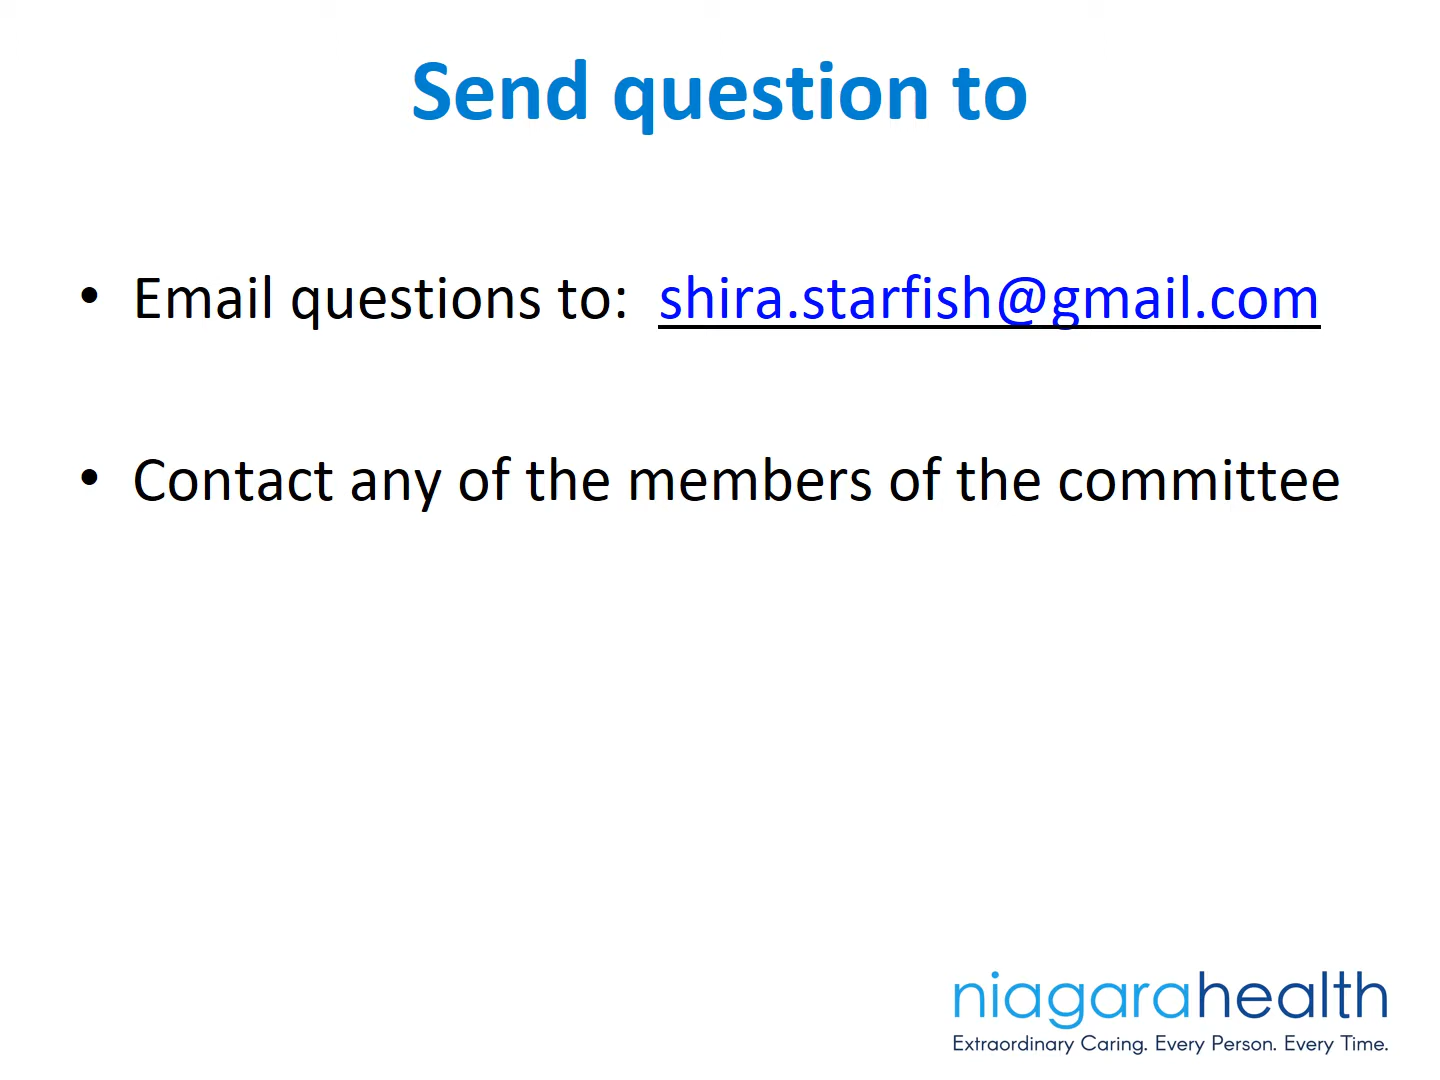 Send question to
• Email questions to: shira.starfish@gmail.com
• Contact any of the members of the committee
niagarahealth
Extraordinary Caring. Every Person. Every Time.